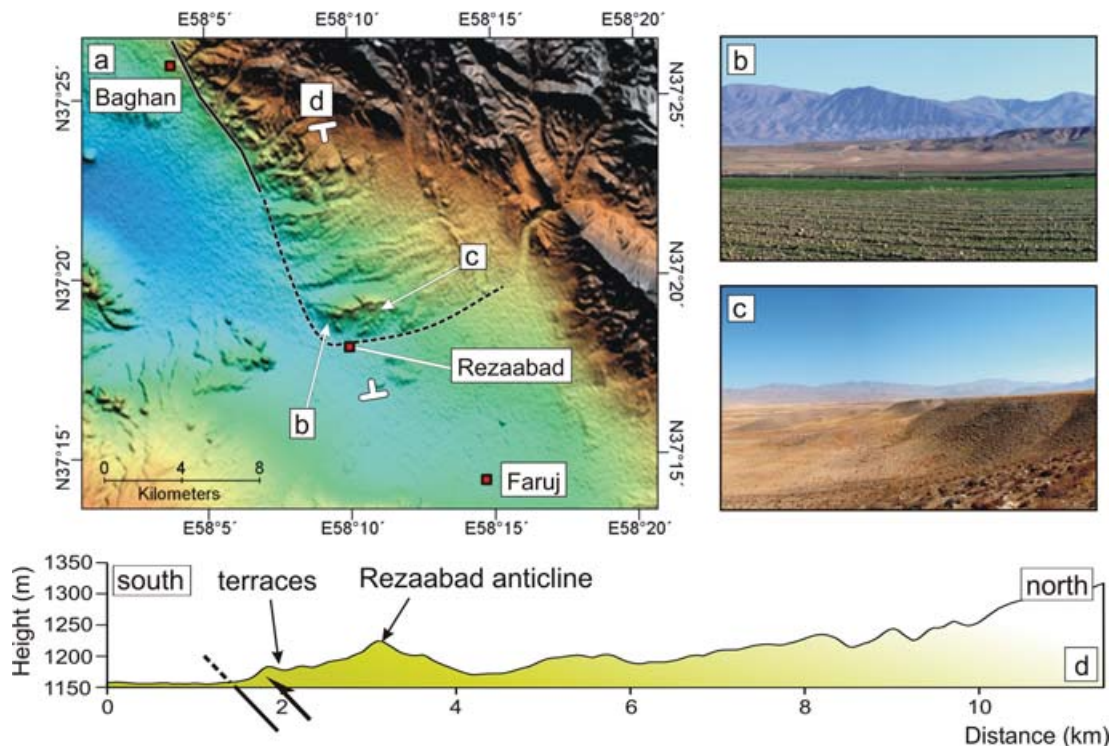 E58°5´ E58°10´ E58°15´ E58°20´
a
Baghan
d
N37°25´
N37°25´
b
c
N37°20´
N37°20´
Rezaabad
b
c
N37°15´
N37°15´
0 4 8
Kilometers
Faruj
E58°5´ E58°10´ E58°15´ E58°20´
Height (m)
1350
1300
1250
1200
1150
south
terraces
Rezaabad anticline
north
d
0 2 4 6 8 10
Distance (km)